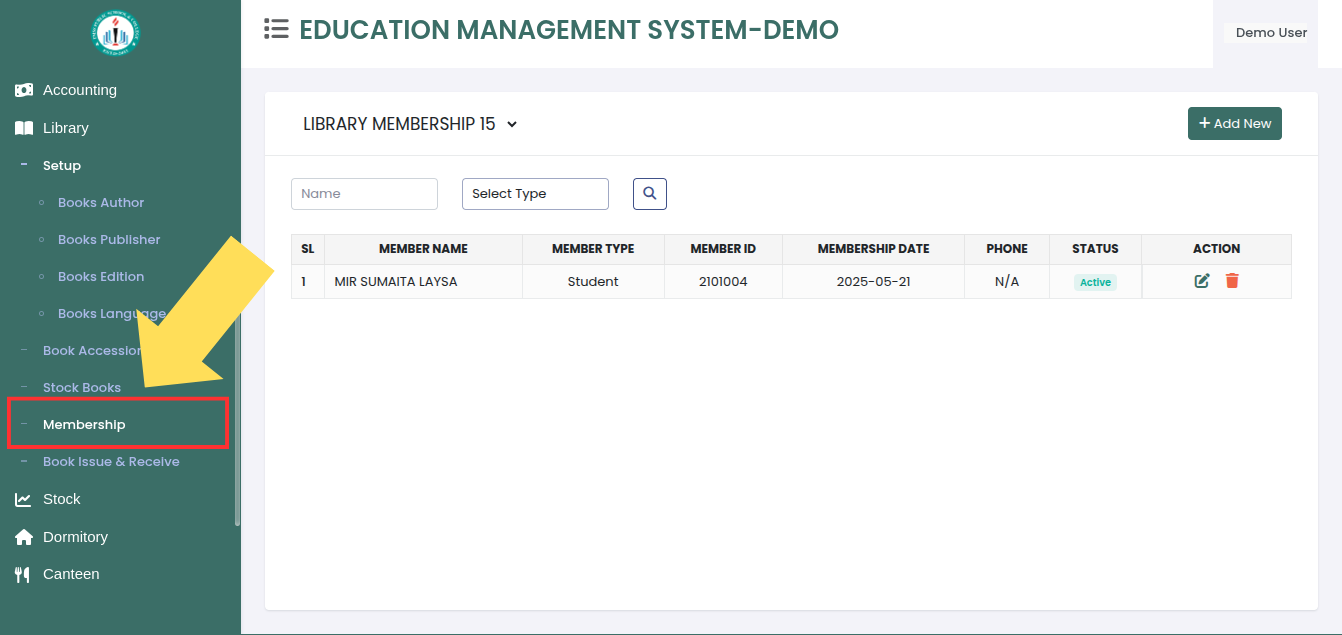 EDUCATION MANAGEMENT SYSTEM-DEMO
Demo User
Accounting
Library
Setup
Books Author
Books Publisher
Books Edition
Books Language
Book Accession
Stock Books
Membership
Book Issue & Receive
Stock
Dormitory
Canteen
LIBRARY MEMBERSHIP 15
+ Add New
Name
Select Type
SL MEMBER NAME MEMBER TYPE MEMBER ID MEMBERSHIP DATE PHONE STATUS ACTION
1 MIR SUMAITA LAYSA Student 2101004 2025-05-21 N/A Active